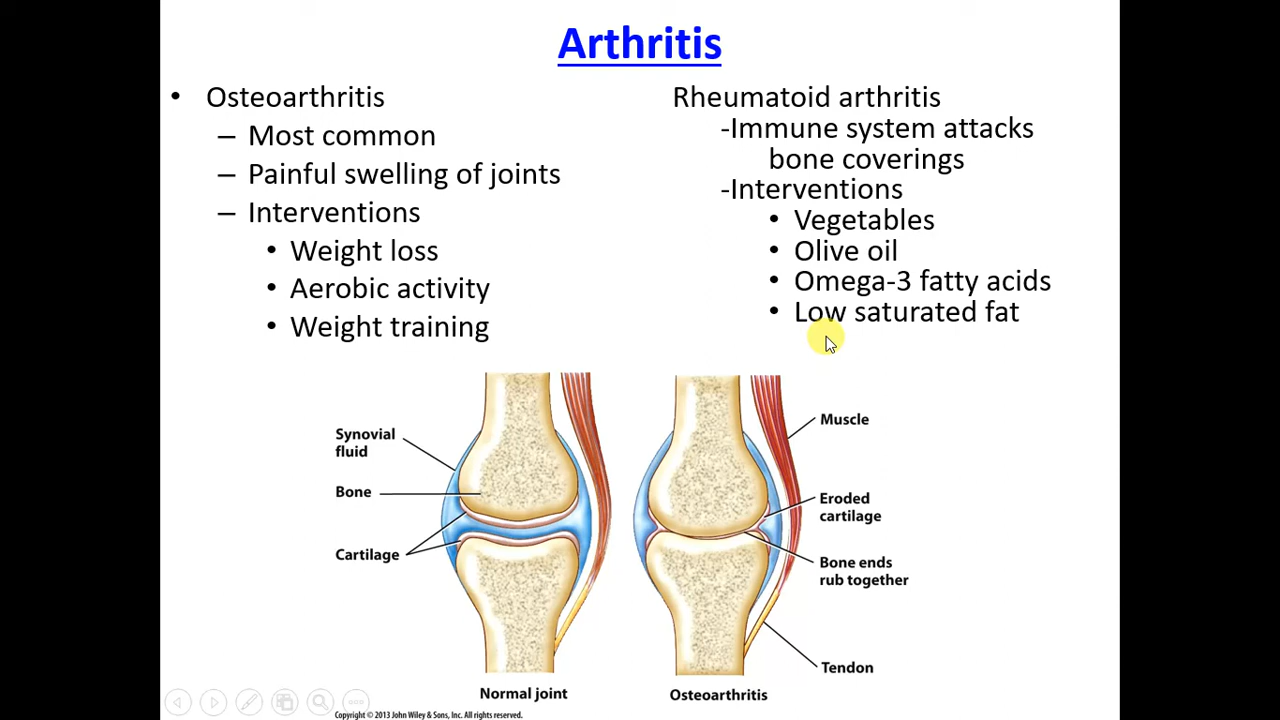 Arthritis
• Osteoarthritis
– Most common
– Painful swelling of joints
– Interventions
• Weight loss
• Aerobic activity
• Weight training
Rheumatoid arthritis
-Immune system attacks
bone coverings
-Interventions
• Vegetables
• Olive oil
• Omega-3 fatty acids
• Low saturated fat
Synovial
fluid
Bone
Cartilage
Normal joint
Muscle
Eroded
cartilage
Bone ends
rub together
Tendon
Osteoarthritis
Copyright © 2013 John Wiley & Sons, Inc. All rights reserved.